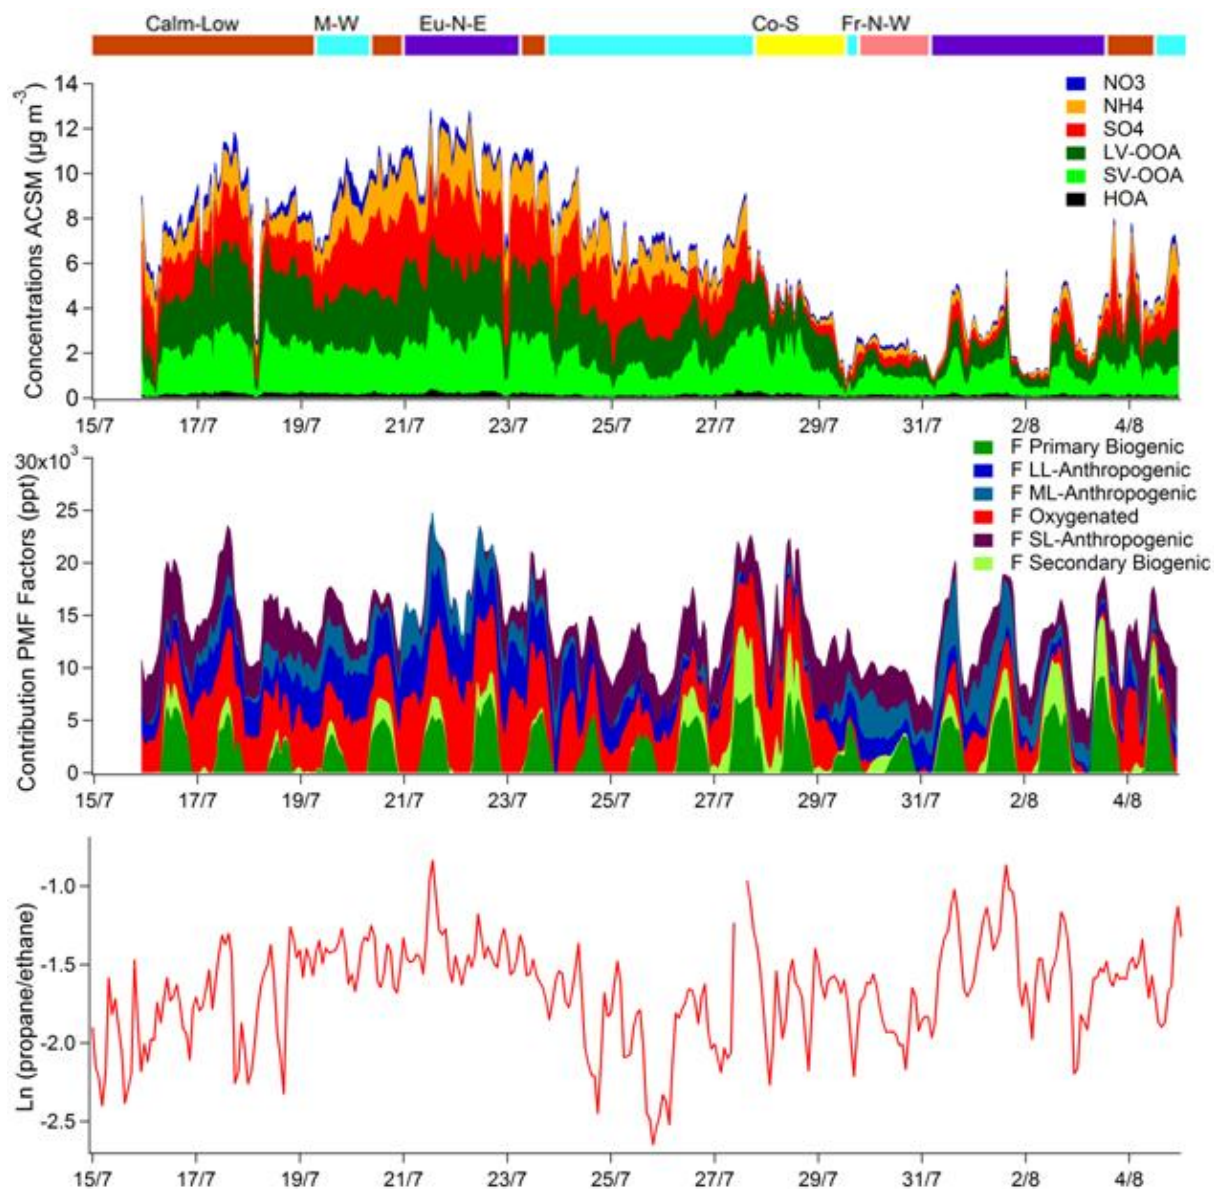 Calm-Low M-W Eu-N-E Co-S Fr-N-W
Concentrations ACSM (µg m⁻³)
14
12
10
8
6
4
2
0
NO3
NH4
SO4
LV-OOA
SV-OOA
HOA
15/7 17/7 19/7 21/7 23/7 25/7 27/7 29/7 31/7 2/8 4/8
Contribution PMF Factors (ppt)
30x10³
25
20
15
10
5
0
F Primary Biogenic
F LL-Anthropogenic
F ML-Anthropogenic
F Oxygenated
F SL-Anthropogenic
F Secondary Biogenic
15/7 17/7 19/7 21/7 23/7 25/7 27/7 29/7 31/7 2/8 4/8
Ln (propane/ethane)
-1.0
-1.5
-2.0
-2.5
15/7 17/7 19/7 21/7 23/7 25/7 27/7 29/7 31/7 2/8 4/8